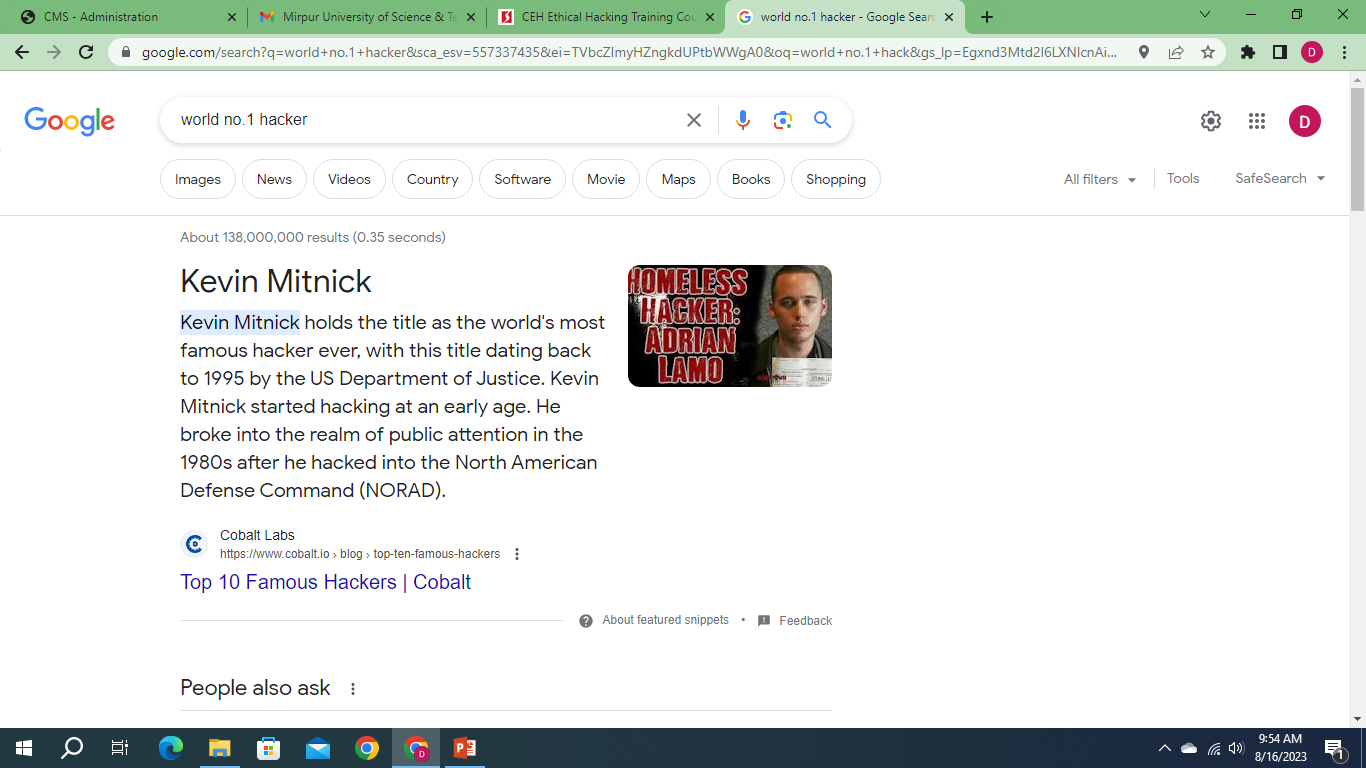 CMS - Administration
Mirpur University of Science & Te
CEH Ethical Hacking Training Cou
world no.1 hacker - Google Searc
google.com/search?q=world+no.1+hacker&sca_esv=557337435&ei=TVbcZImyHZngkdUPtbWWgA0&oq=world+no.1+hack&gs_lp=Egxnd3Mtd2l6LXNlcnAi...
D
Google
world no.1 hacker
D
Images
News
Videos
Country
Software
Movie
Maps
Books
Shopping
All filters
Tools
SafeSearch
About 138,000,000 results (0.35 seconds)
Kevin Mitnick
Kevin Mitnick holds the title as the world's most
famous hacker ever, with this title dating back
to 1995 by the US Department of Justice. Kevin
Mitnick started hacking at an early age. He
broke into the realm of public attention in the
1980s after he hacked into the North American
Defense Command (NORAD).
HOMELESS
HACKER:
ADRIAN
LAMO
Cobalt Labs
https://www.cobalt.io › blog › top-ten-famous-hackers
Top 10 Famous Hackers | Cobalt
About featured snippets • Feedback
People also ask
9:54 AM
8/16/2023
1